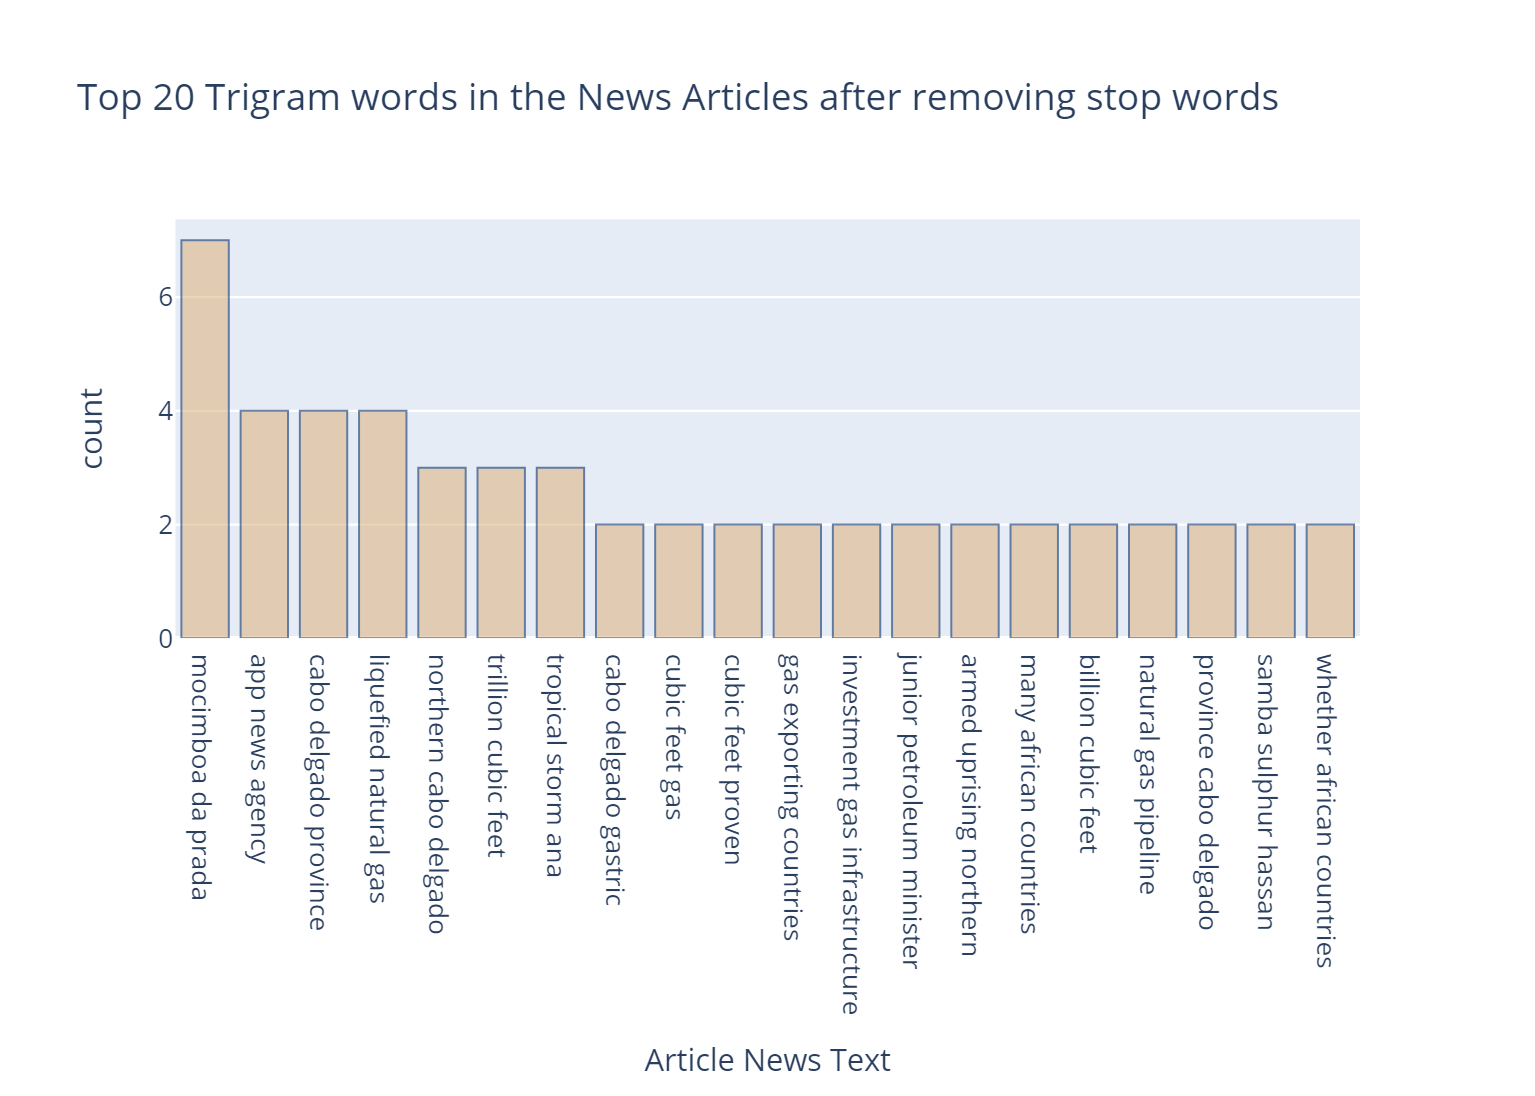 Top 20 Trigram words in the News Articles after removing stop words
count
6
4
2
0
mocimboa da prada
app news agency
cabo delgado province
liquefied natural gas
northern cabo delgado
trillion cubic feet
tropical storm ana
cabo delgado gastric
cubic feet gas
cubic feet proven
gas exporting countries
investment gas infrastructure
junior petroleum minister
armed uprising northern
many african countries
billion cubic feet
natural gas pipeline
province cabo delgado
samba sulphur hassan
whether african countries
Article News Text